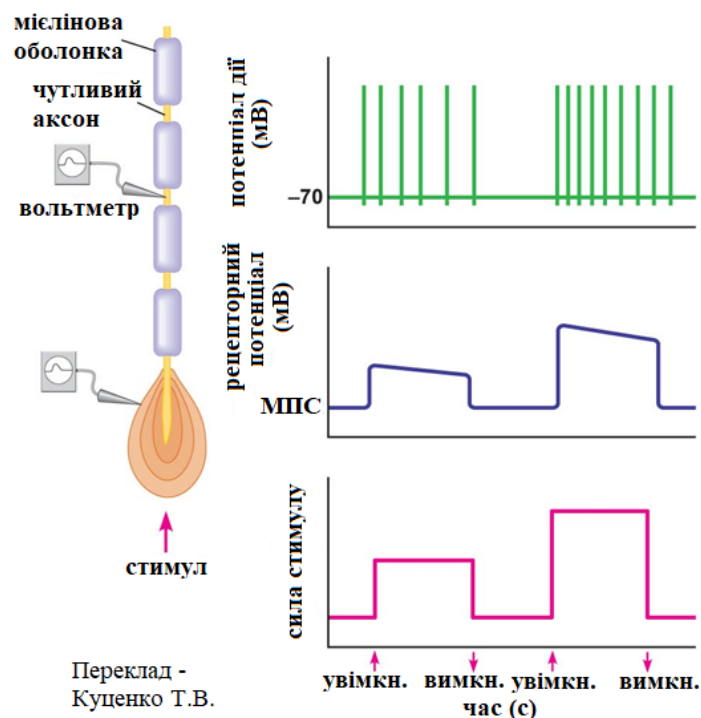 мієлінова
оболонка
чутливий
аксон
вольтметр
стимул
Переклад -
Куценко Т.В.
потенціал дії
(мВ)
–70
рецепторний
потенціал
(мВ)
МПС
сила стимулу
увімкн.
вимкн.
увімкн.
вимкн.
час (с)